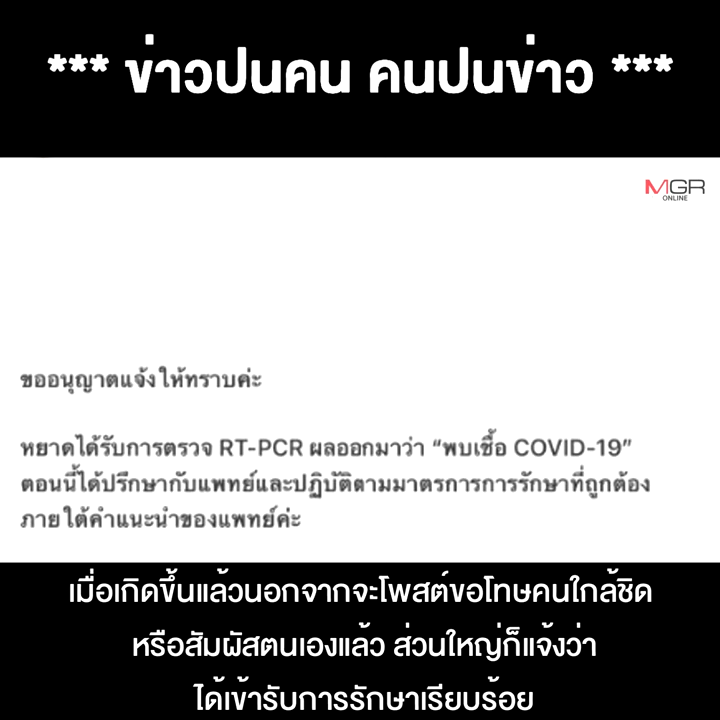 *** ข่าวปนคน คนปนข่าว ***
MGR
ONLINE
ขออนุญาตแจ้งให้ทราบค่ะ
หยาดได้รับการตรวจ RT-PCR ผลออกมาว่า “พบเชื้อ COVID-19”
ตอนนี้ได้ปรึกษากับแพทย์และปฏิบัติตามมาตรการการรักษาที่ถูกต้อง
ภายใต้คำแนะนำของแพทย์ค่ะ
เมื่อเกิดขึ้นแล้วนอกจากจะโพสต์ขอโทษคนใกล้ชิด
หรือสัมผัสตนเองแล้ว ส่วนใหญ่ก็แจ้งว่า
ได้เข้ารับการรักษาเรียบร้อย